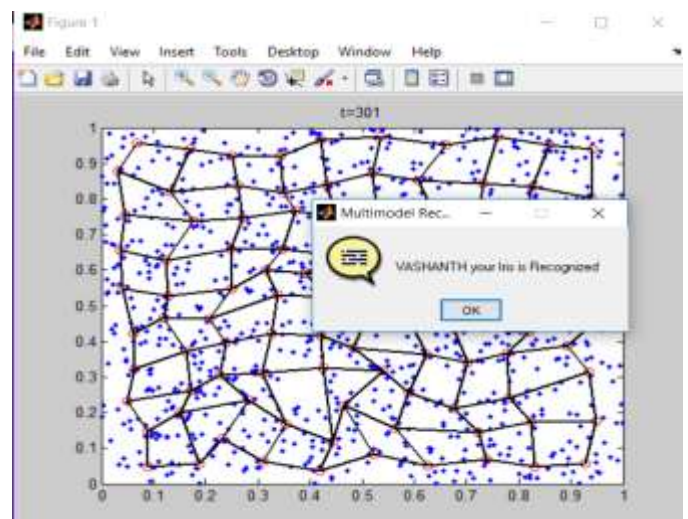 Figure 1
File Edit View Insert Tools Desktop Window Help
t=301
1
0.9
0.8
0.7
0.6
0.5
0.4
0.3
0.2
0.1
0
0 0.1 0.2 0.3 0.4 0.5 0.6 0.7 0.8 0.9 1
Multimodel Rec...
VASHANTH your Iris is Recognized
OK